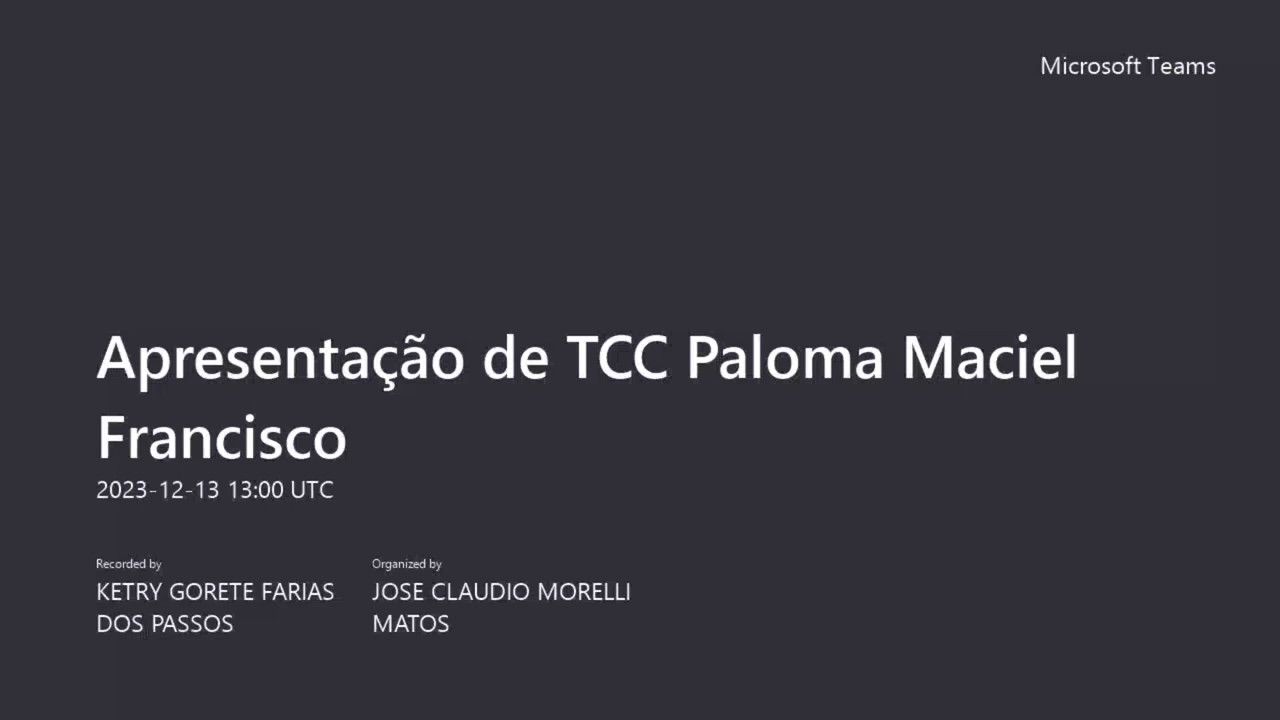 Microsoft Teams
Apresentação de TCC Paloma Maciel
Francisco
2023-12-13 13:00 UTC
Recorded by
KETRY GORETE FARIAS
DOS PASSOS
Organized by
JOSE CLAUDIO MORELLI
MATOS